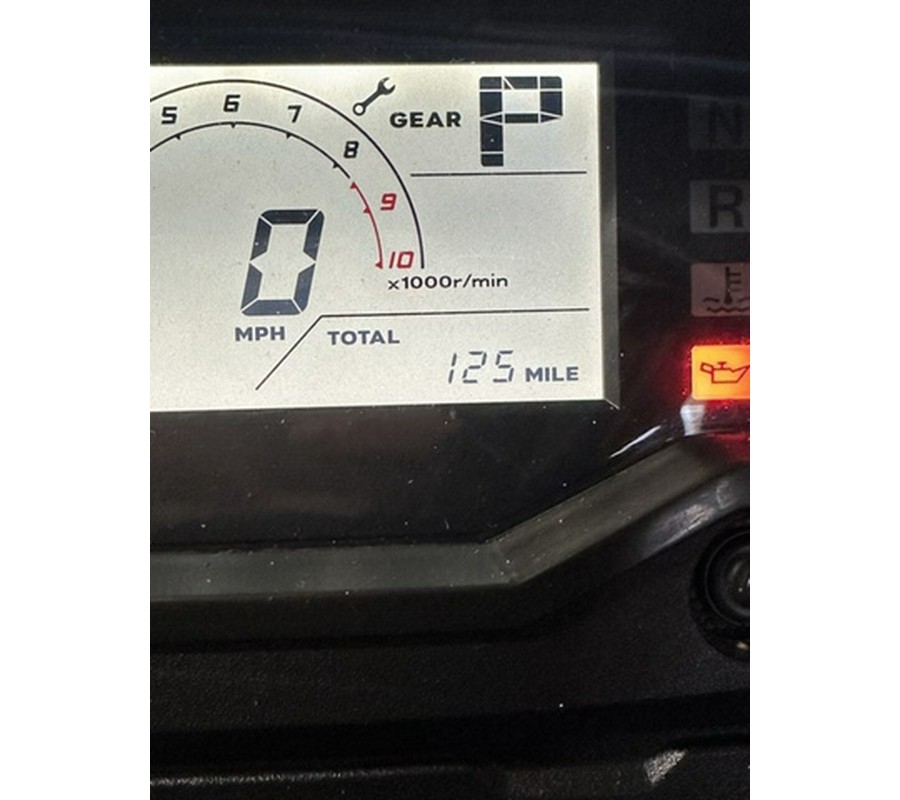 5 6 7 8 9 10
GEAR P
N
R
0
x1000r/min
MPH
TOTAL
125 MILE